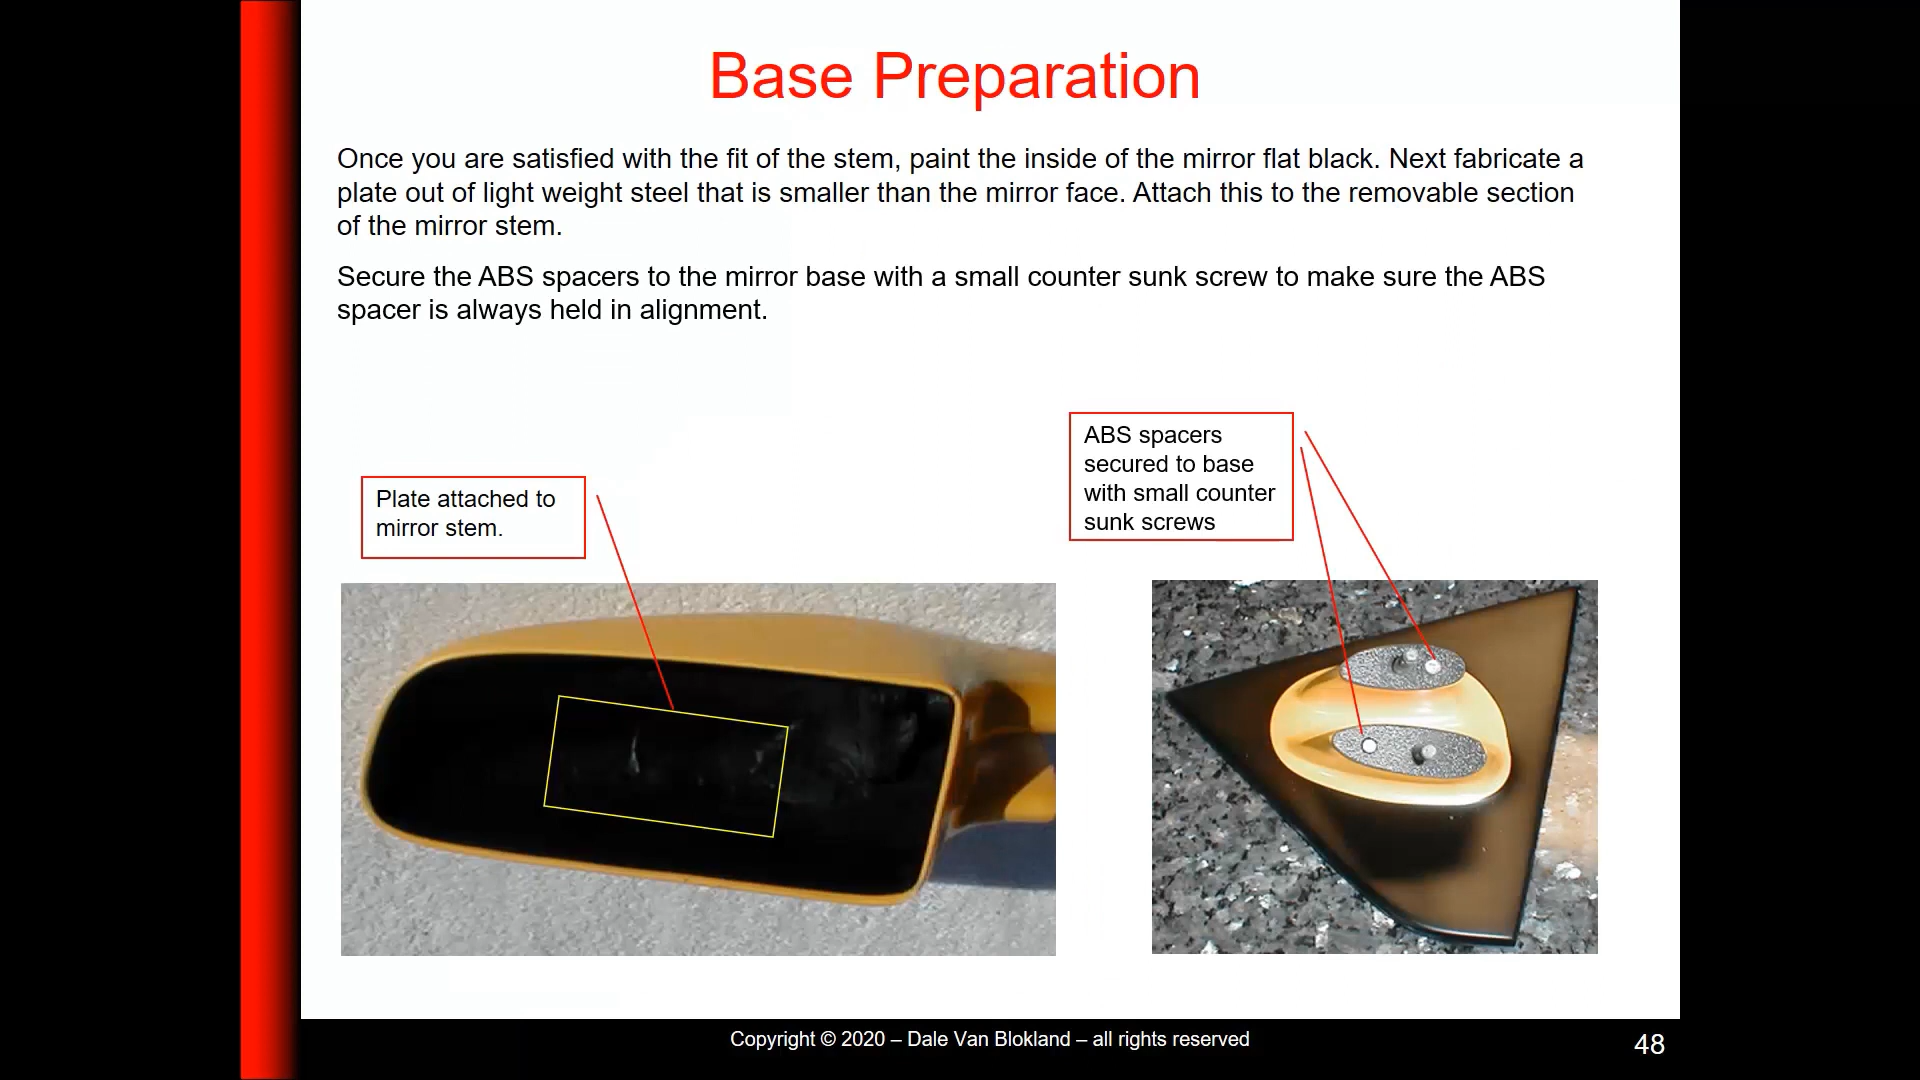 Base Preparation
Once you are satisfied with the fit of the stem, paint the inside of the mirror flat black. Next fabricate a
plate out of light weight steel that is smaller than the mirror face. Attach this to the removable section
of the mirror stem.
Secure the ABS spacers to the mirror base with a small counter sunk screw to make sure the ABS
spacer is always held in alignment.
ABS spacers
secured to base
with small counter
sunk screws
Plate attached to
mirror stem.
Copyright © 2020 – Dale Van Blokland – all rights reserved
48